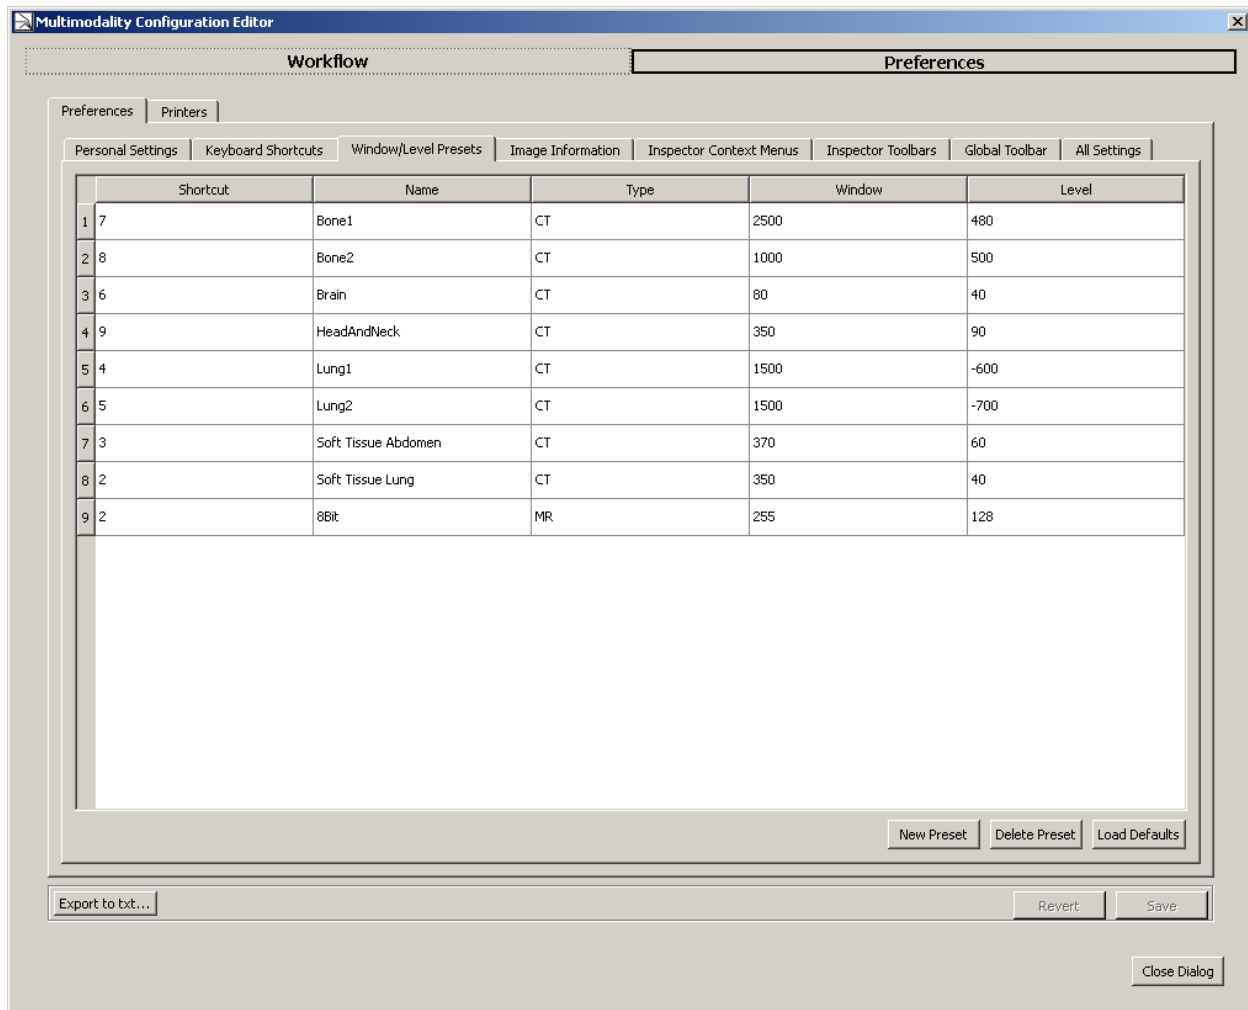 Multimodality Configuration Editor
Workflow Preferences
Preferences Printers
Personal Settings Keyboard Shortcuts Window/Level Presets Image Information Inspector Context Menus Inspector Toolbars Global Toolbar All Settings
Shortcut Name Type Window Level
1 7 Bone1 CT 2500 480
2 8 Bone2 CT 1000 500
3 6 Brain CT 80 40
4 9 HeadAndNeck CT 350 90
5 4 Lung1 CT 1500 -600
6 5 Lung2 CT 1500 -700
7 3 Soft Tissue Abdomen CT 370 60
8 2 Soft Tissue Lung CT 350 40
9 2 8Bit MR 255 128
New Preset Delete Preset Load Defaults
Export to txt... Revert Save
Close Dialog